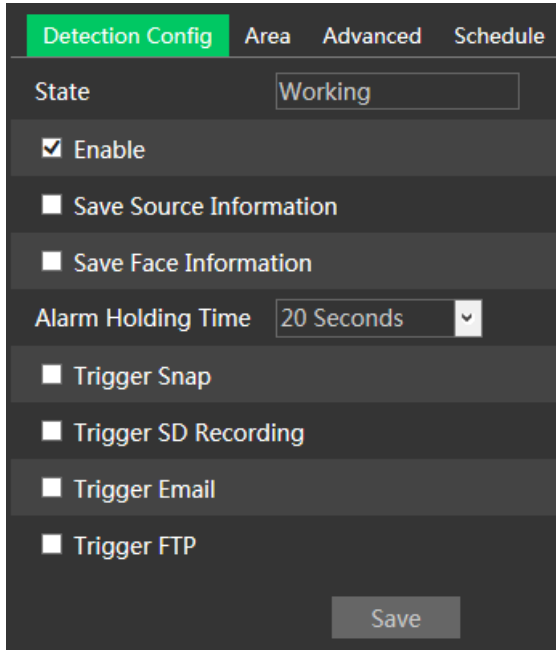 Detection Config Area Advanced Schedule
State Working
Enable
Save Source Information
Save Face Information
Alarm Holding Time 20 Seconds
Trigger Snap
Trigger SD Recording
Trigger Email
Trigger FTP
Save